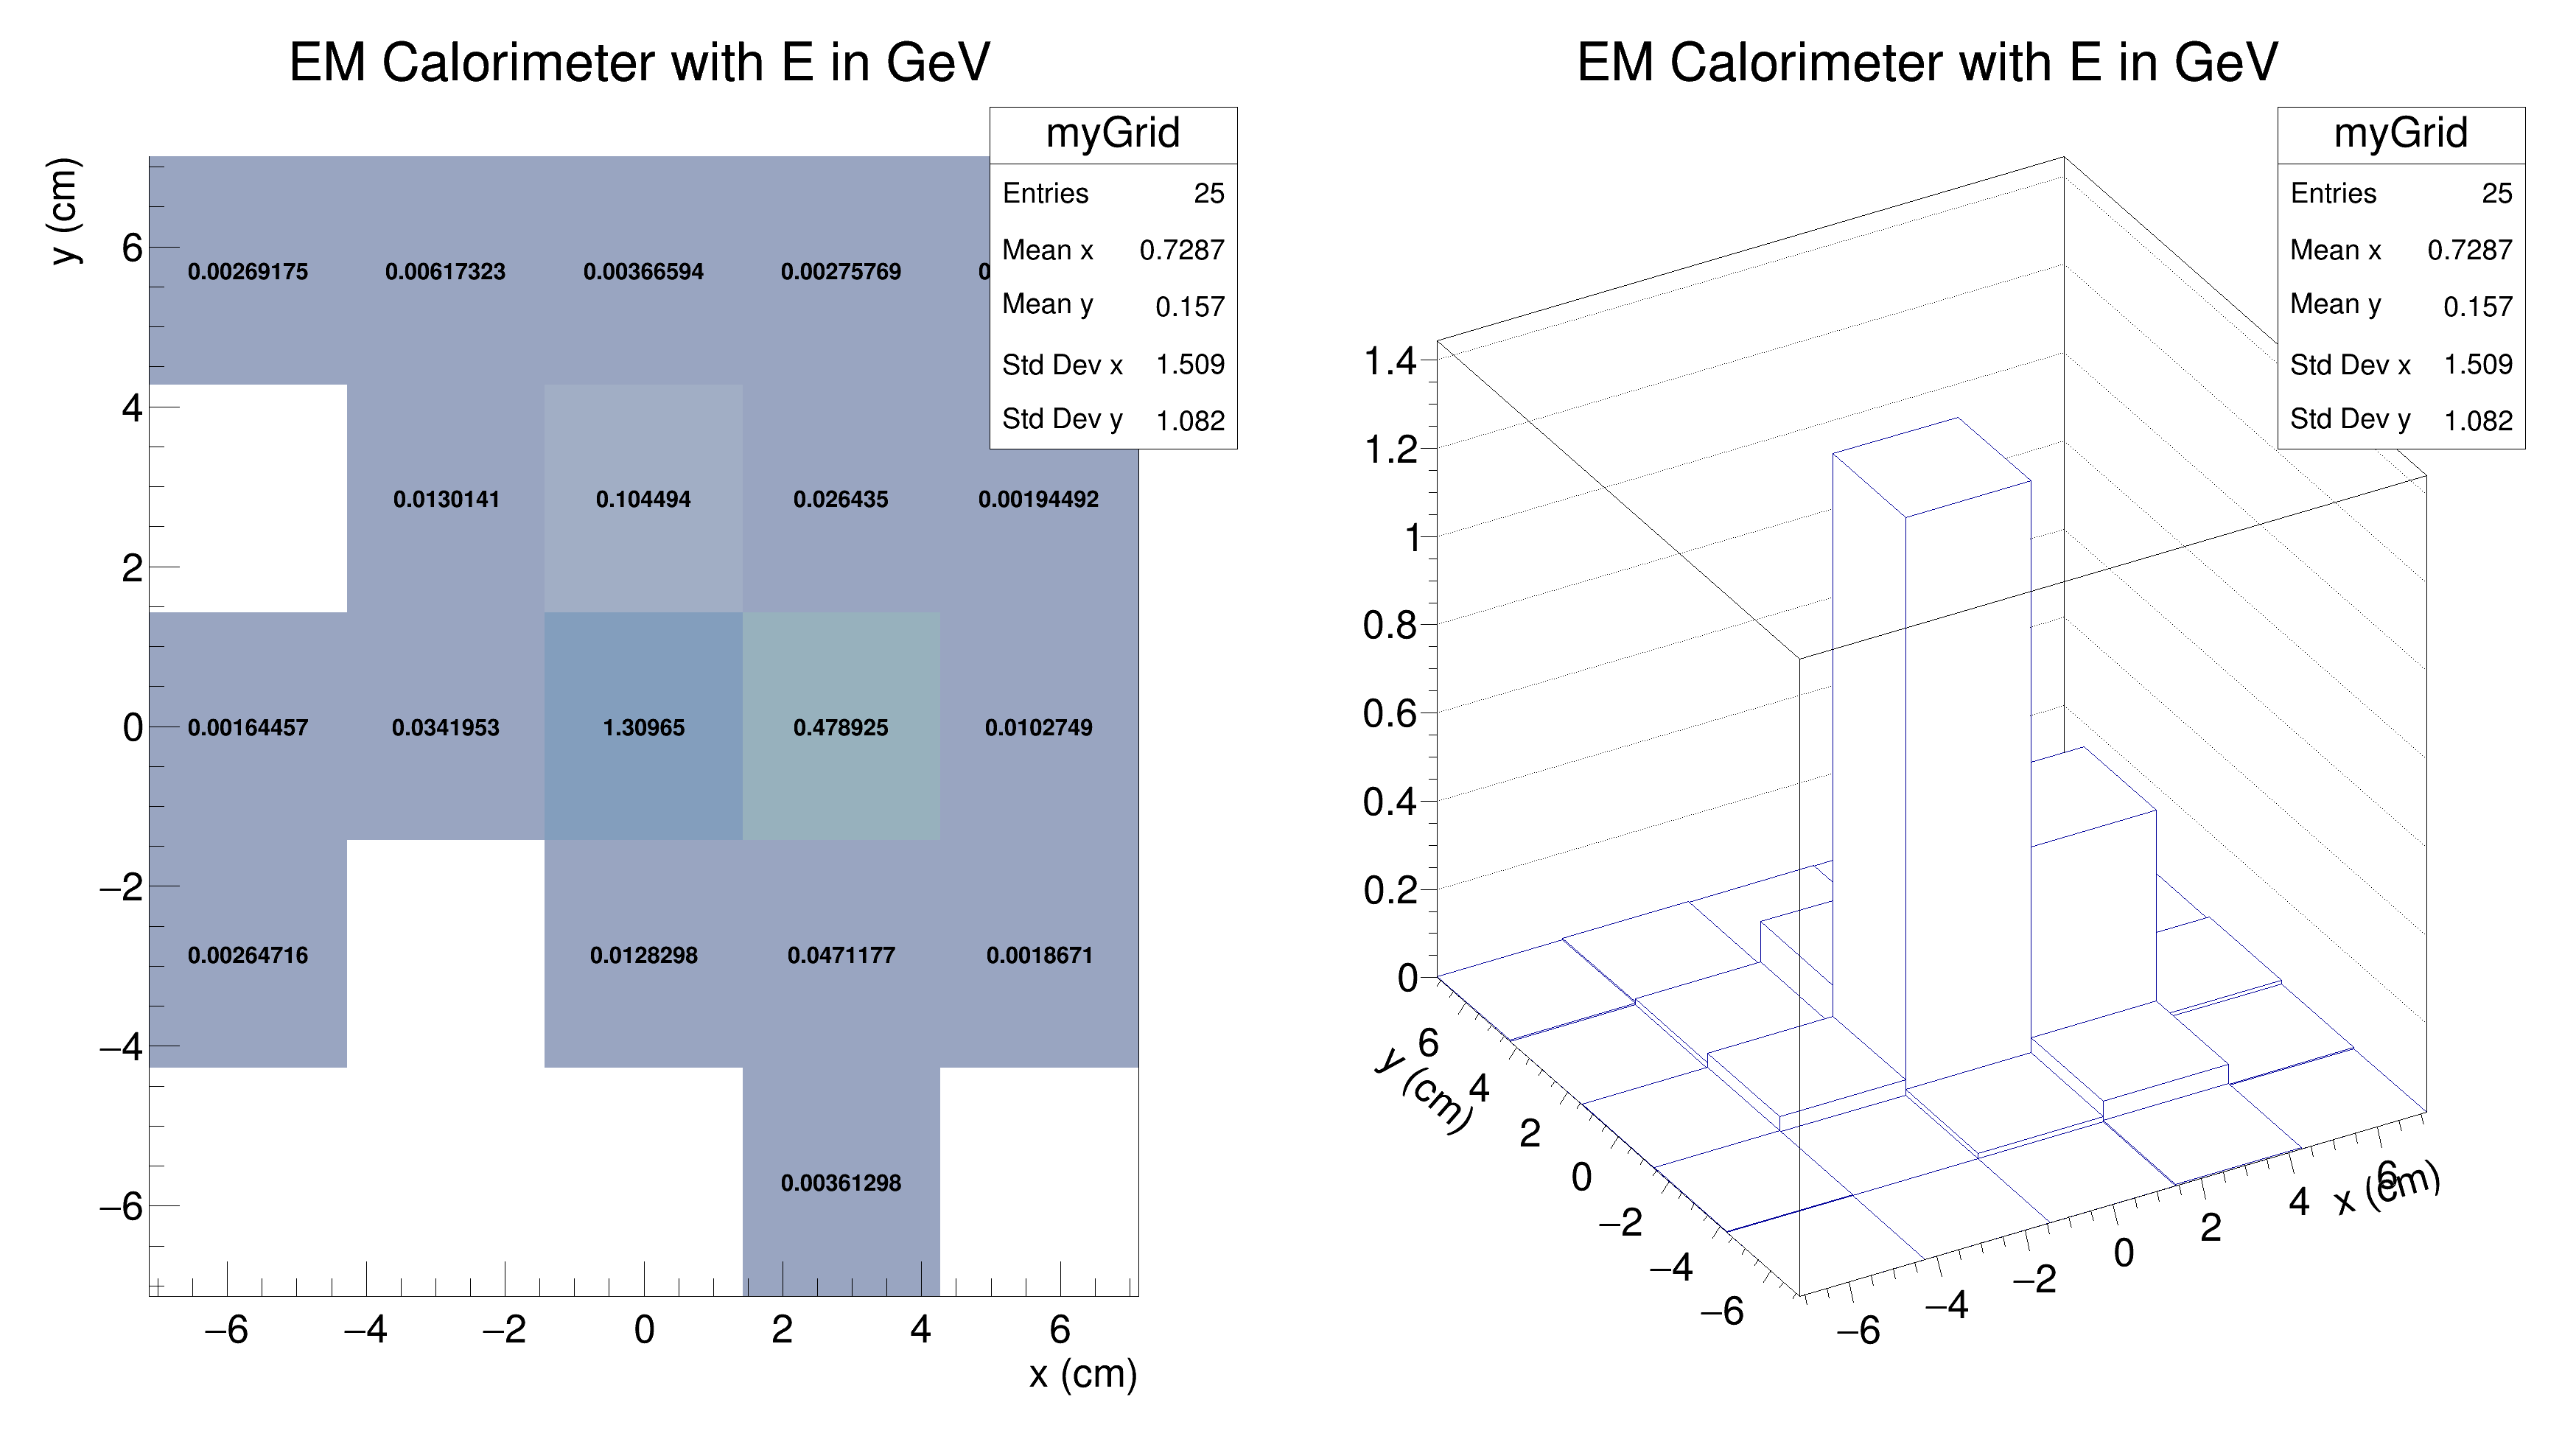 EM Calorimeter with E in GeV
myGrid
Entries 25
Mean x 0.7287
Mean y 0.157
Std Dev x 1.509
Std Dev y 1.082
y (cm)
6
4
2
0
−2
−4
−6
0.00269175 0.00617323 0.00366594 0.00275769
0.0130141 0.104494 0.026435 0.00194492
0.00164457 0.0341953 1.30965 0.478925 0.0102749
0.00264716 0.0128298 0.0471177 0.0018671
0.00361298
−6 −4 −2 0 2 4 6
x (cm)
EM Calorimeter with E in GeV
myGrid
Entries 25
Mean x 0.7287
Mean y 0.157
Std Dev x 1.509
Std Dev y 1.082
1.4
1.2
1
0.8
0.6
0.4
0.2
0
6
4
2
0
−2
−4
−6
y (cm)
−6 −4 −2 0 2 4 6
x (cm)